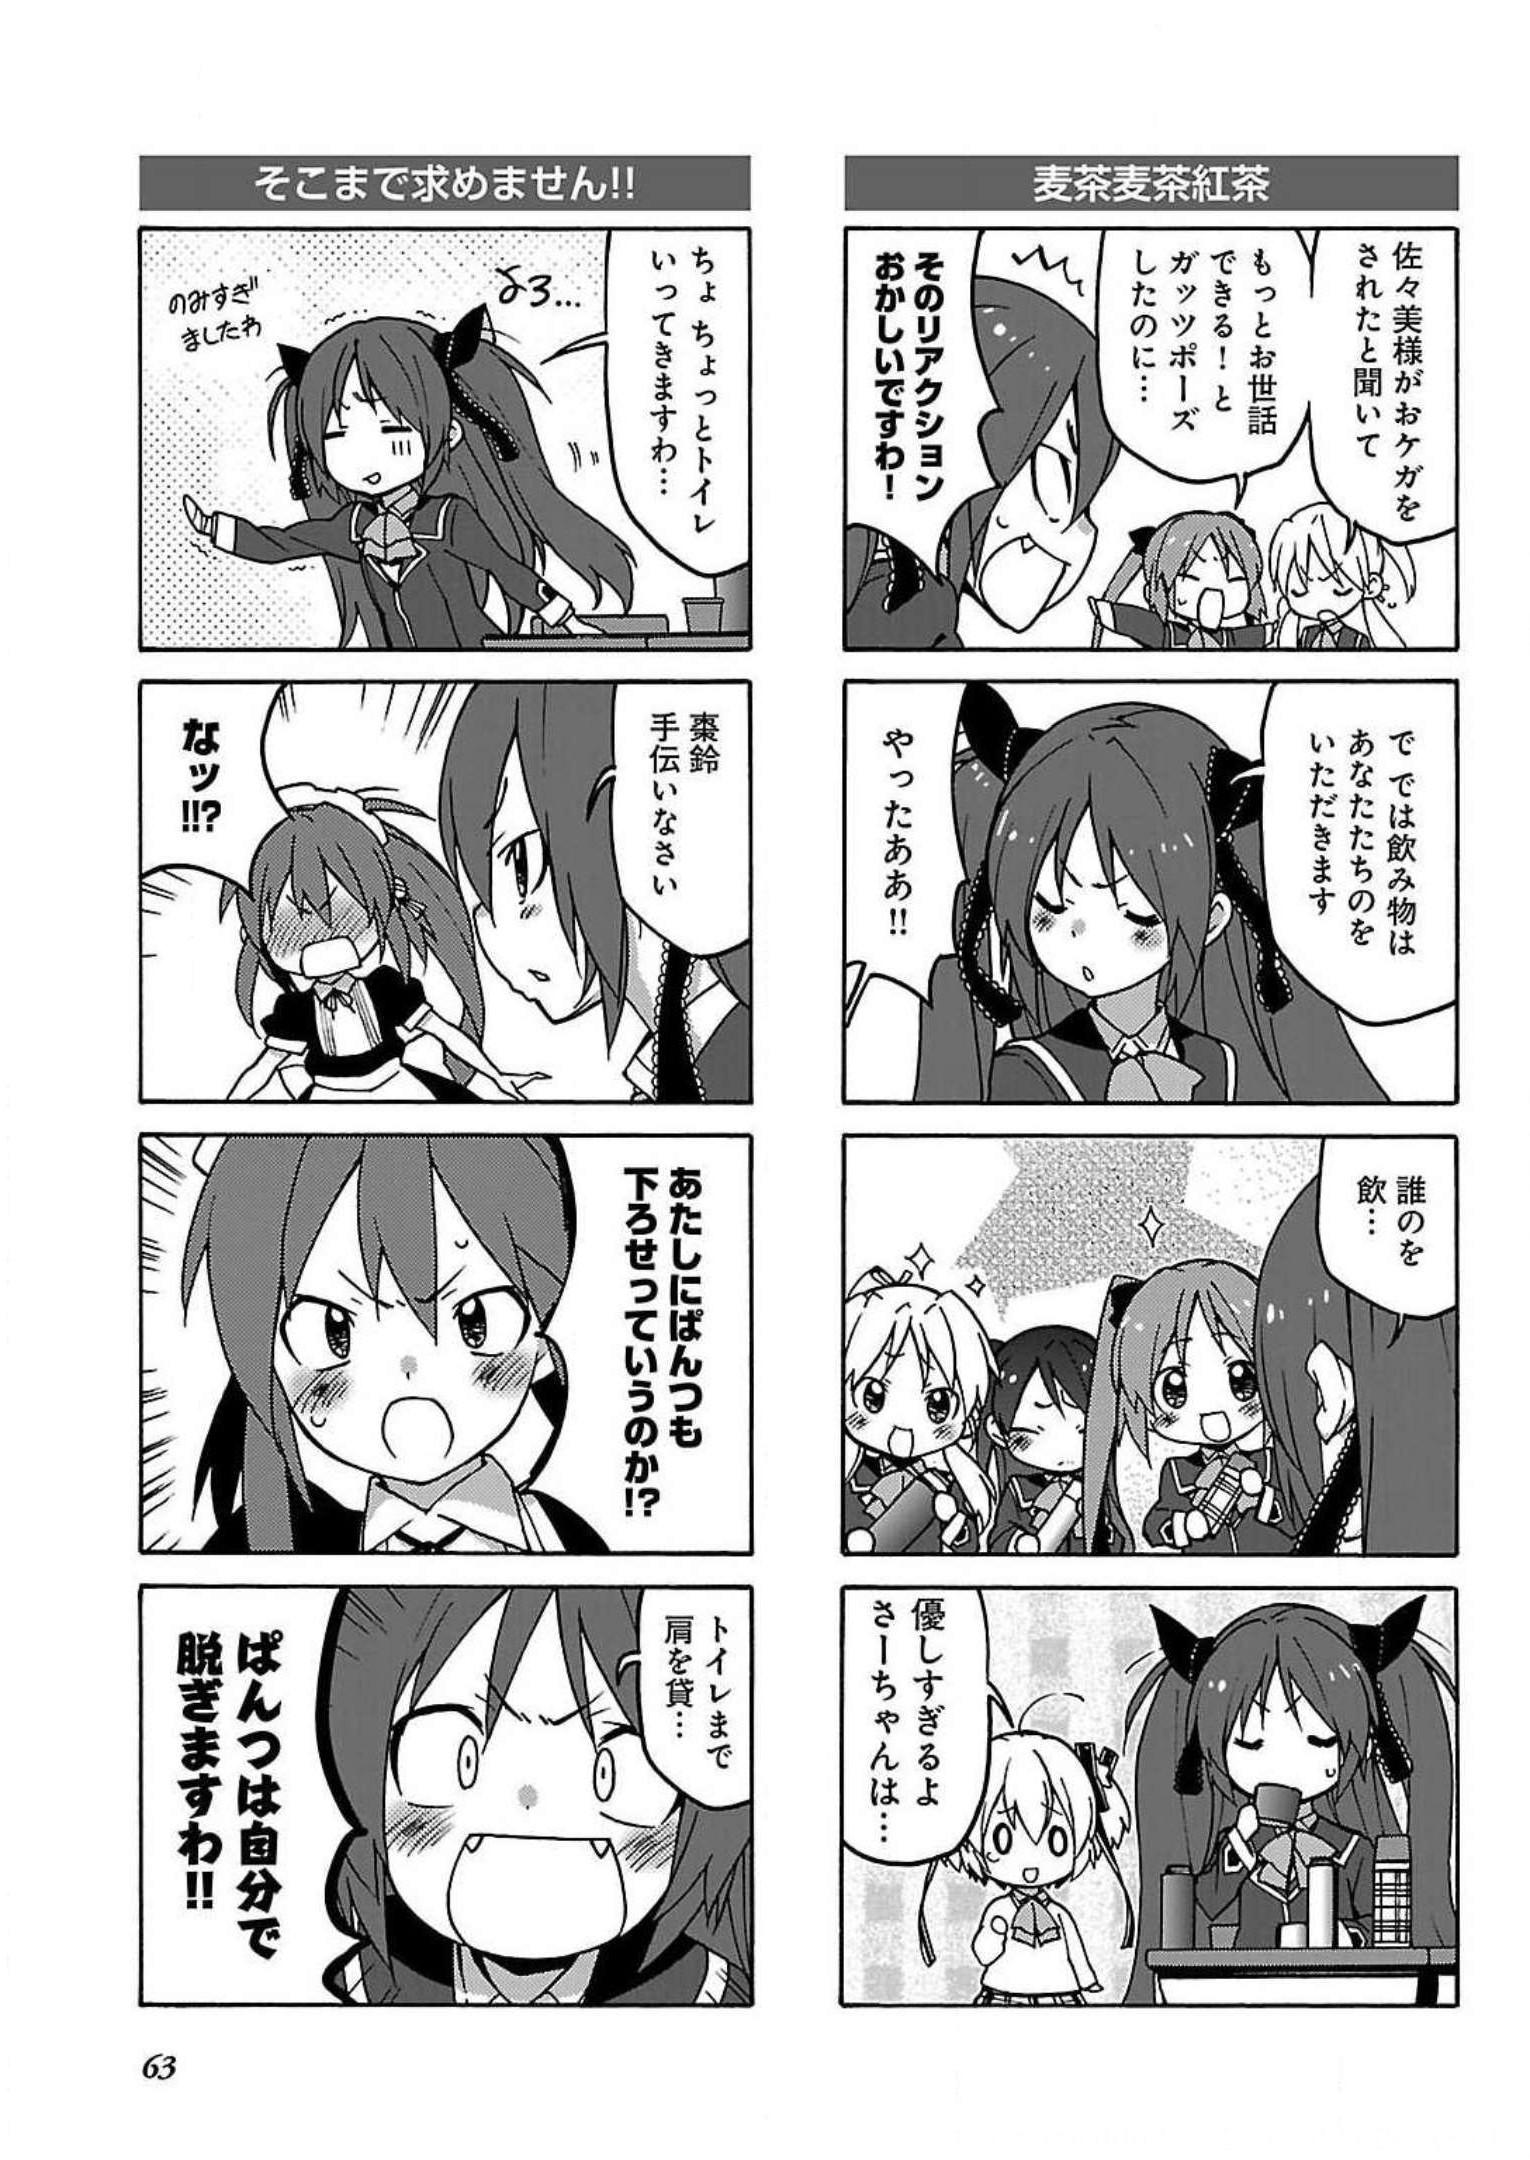 麦茶麦茶紅茶
佐々美様がおケガを
されたと聞いて
もっとお世話
できる!と
ガッツポーズ
したのに…
そのリアクション
おかしいですわ!
で では飲み物は
あなたたちのを
いただきます
やったああ!!
誰のを
飲…
優しすぎるよ
さーちゃんは…
そこまで求めません!!
ちょ ちょっとトイレ
いってきますわ…
よろ…
のみすぎ
ましたわ
棗鈴
手伝いなさい
なッ!!?
あたしにぱんつも
下ろせっていうのか!?
トイレまで
肩を貸…
ぱんつは自分で
脱ぎますわ!!
63